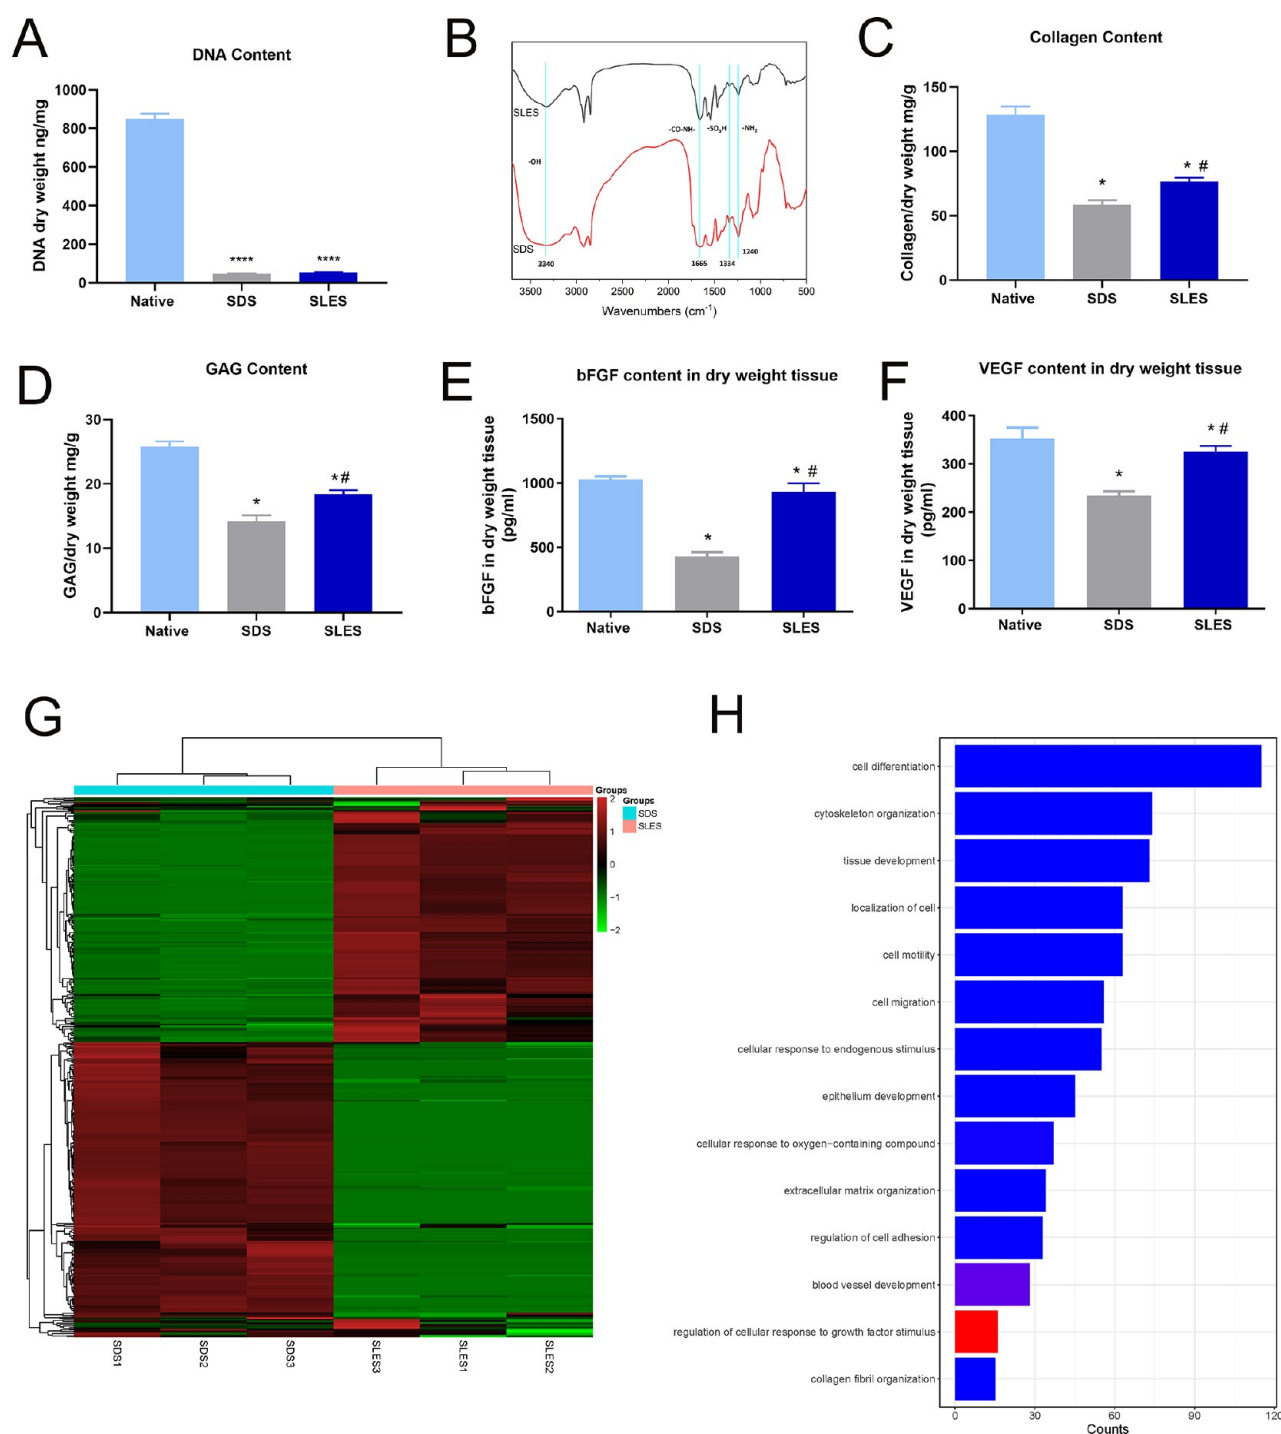 A
DNA Content
DNA dry weight ng/mg
1000
800
600
400
200
0
****
****
Native
SDS
SLES
B
SLES
SDS
-OH
-CO-NH-
-SO3H
-NH2
3340
1665
1334
1240
3500
3000
2500
2000
1500
1000
500
Wavenumbers (cm-1)
C
Collagen Content
Collagen/dry weight mg/g
150
100
50
0
*
* #
Native
SDS
SLES
D
GAG Content
GAG/dry weight mg/g
30
20
10
0
*
*#
Native
SDS
SLES
E
bFGF content in dry weight tissue
bFGF in dry weight tissue
(pg/ml)
1500
1000
500
0
*
* #
Native
SDS
SLES
F
VEGF content in dry weight tissue
VEGF in dry weight tissue
(pg/ml)
400
300
200
100
0
*
* #
Native
SDS
SLES
G
Groups
2
1
0
−1
−2
Groups
SDS
SLES
SDS1
SDS2
SDS3
SLES3
SLES1
SLES2
H
cell differentiation
cytoskeleton organization
tissue development
localization of cell
cell motility
cell migration
cellular response to endogenous stimulus
epithelium development
cellular response to oxygen−containing compound
extracellular matrix organization
regulation of cell adhesion
blood vessel development
regulation of cellular response to growth factor stimulus
collagen fibril organization
0
30
60
90
120
Counts